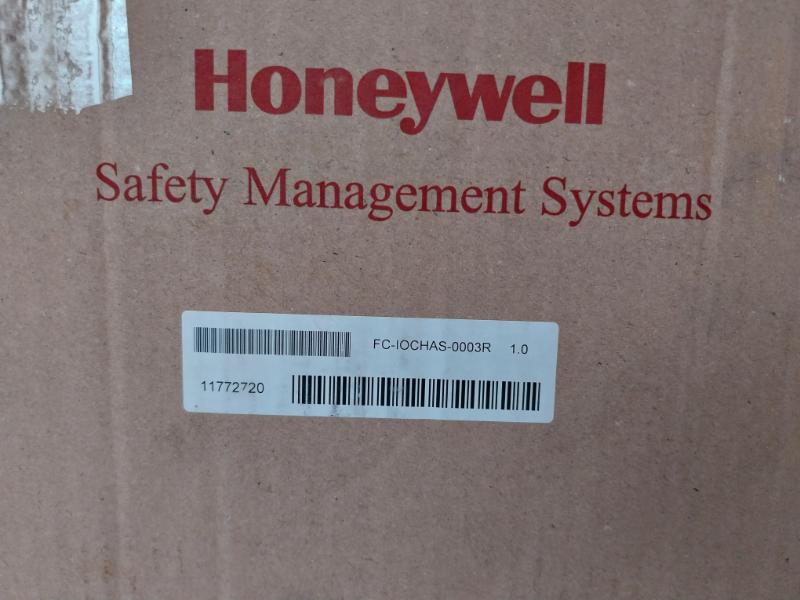 Honeywell
Safety Management Systems
FC-IOCHAS-0003R 1.0
11772720